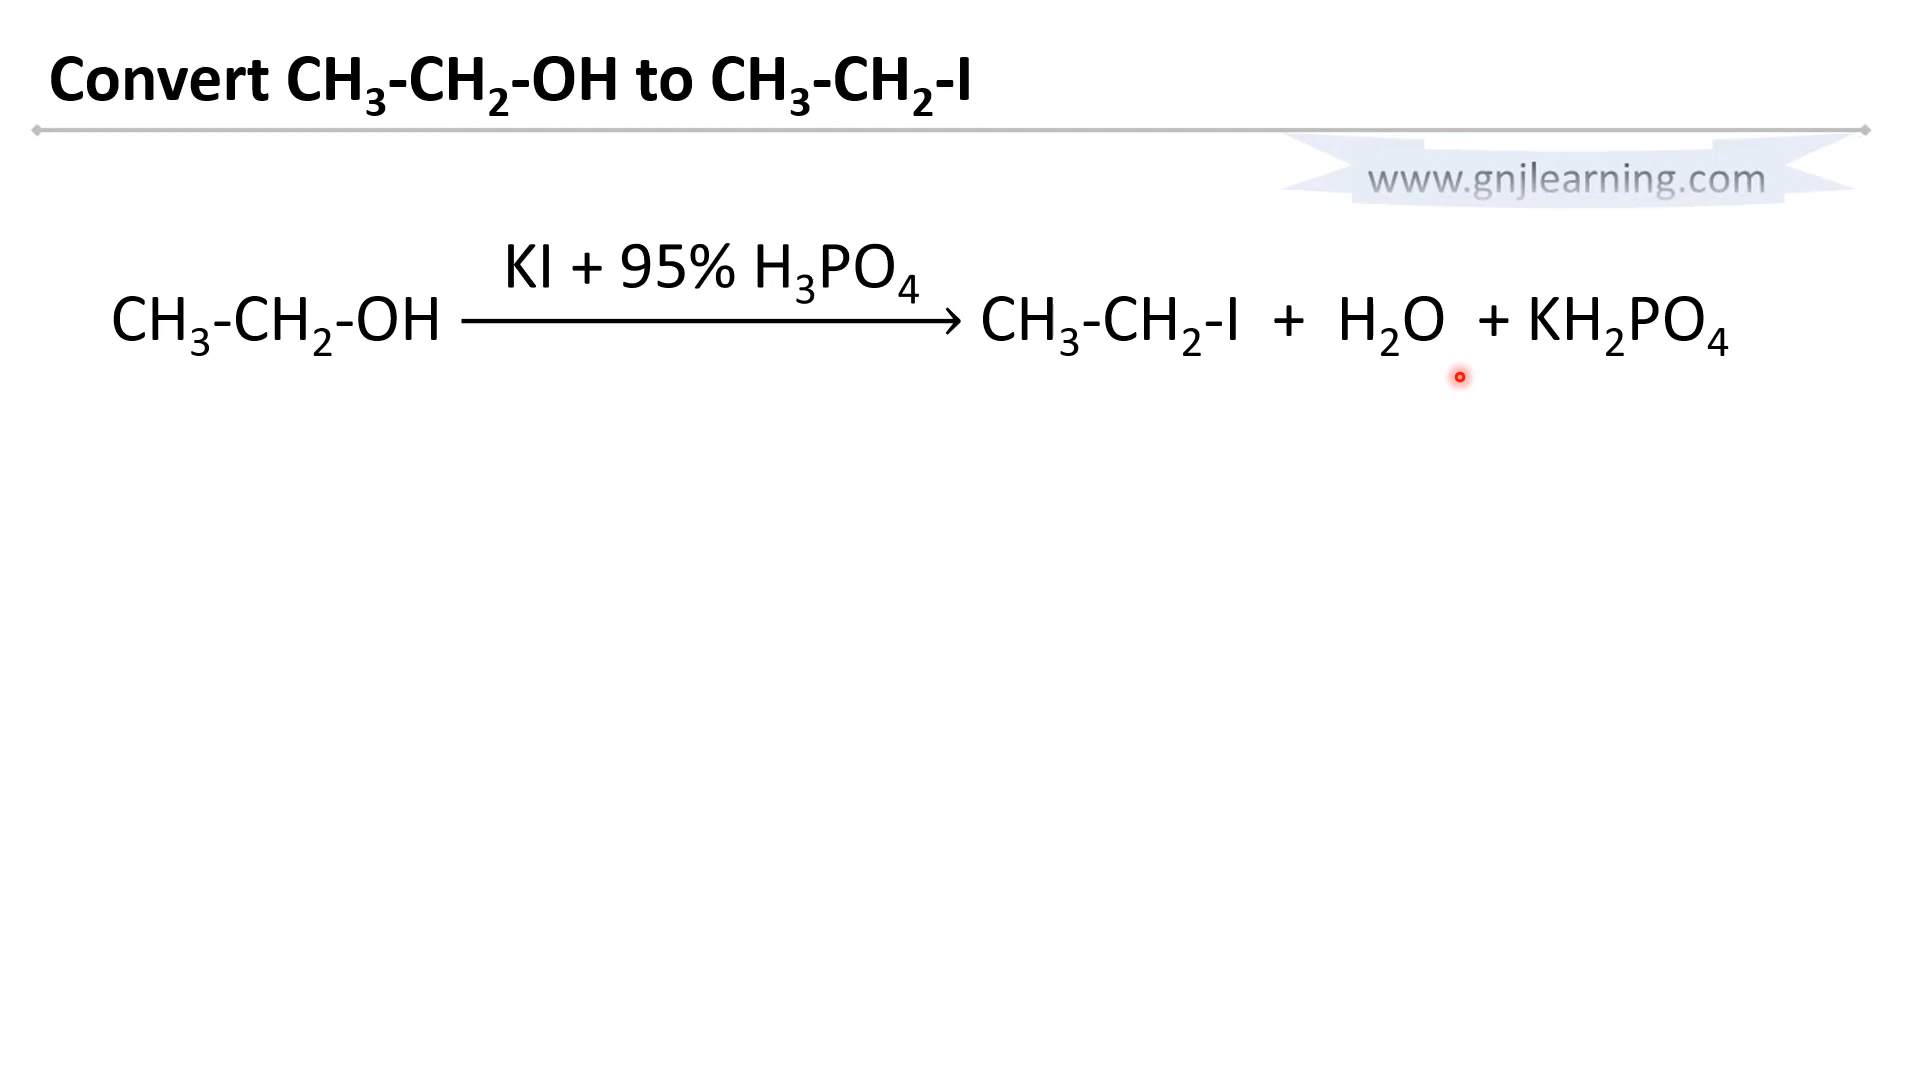 Convert CH₃-CH₂-OH to CH₃-CH₂-I
www.gnjlearning.com
KI + 95% H₃PO₄
CH₃-CH₂-OH ⟶ CH₃-CH₂-I + H₂O + KH₂PO₄